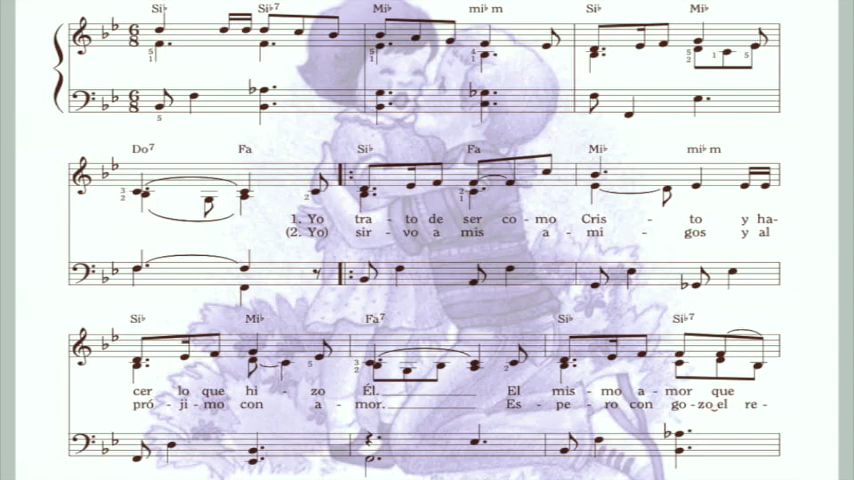 Si♭ Si♭7 Mi♭ mi♭ m Si♭ Mi♭
Do7 Fa Si♭ Fa Mi♭ mi♭ m
1. Yo tra - to de ser co - mo Cris - to y ha-
(2. Yo) sir - vo a mis a - mi - gos y al
Si♭ Mi♭ Fa7 Si♭ Si♭7
cer lo que hi - zo Él. El mis - mo a - mor que
pró - ji - mo con a - mor. Es - pe - ro con go - zo el re -